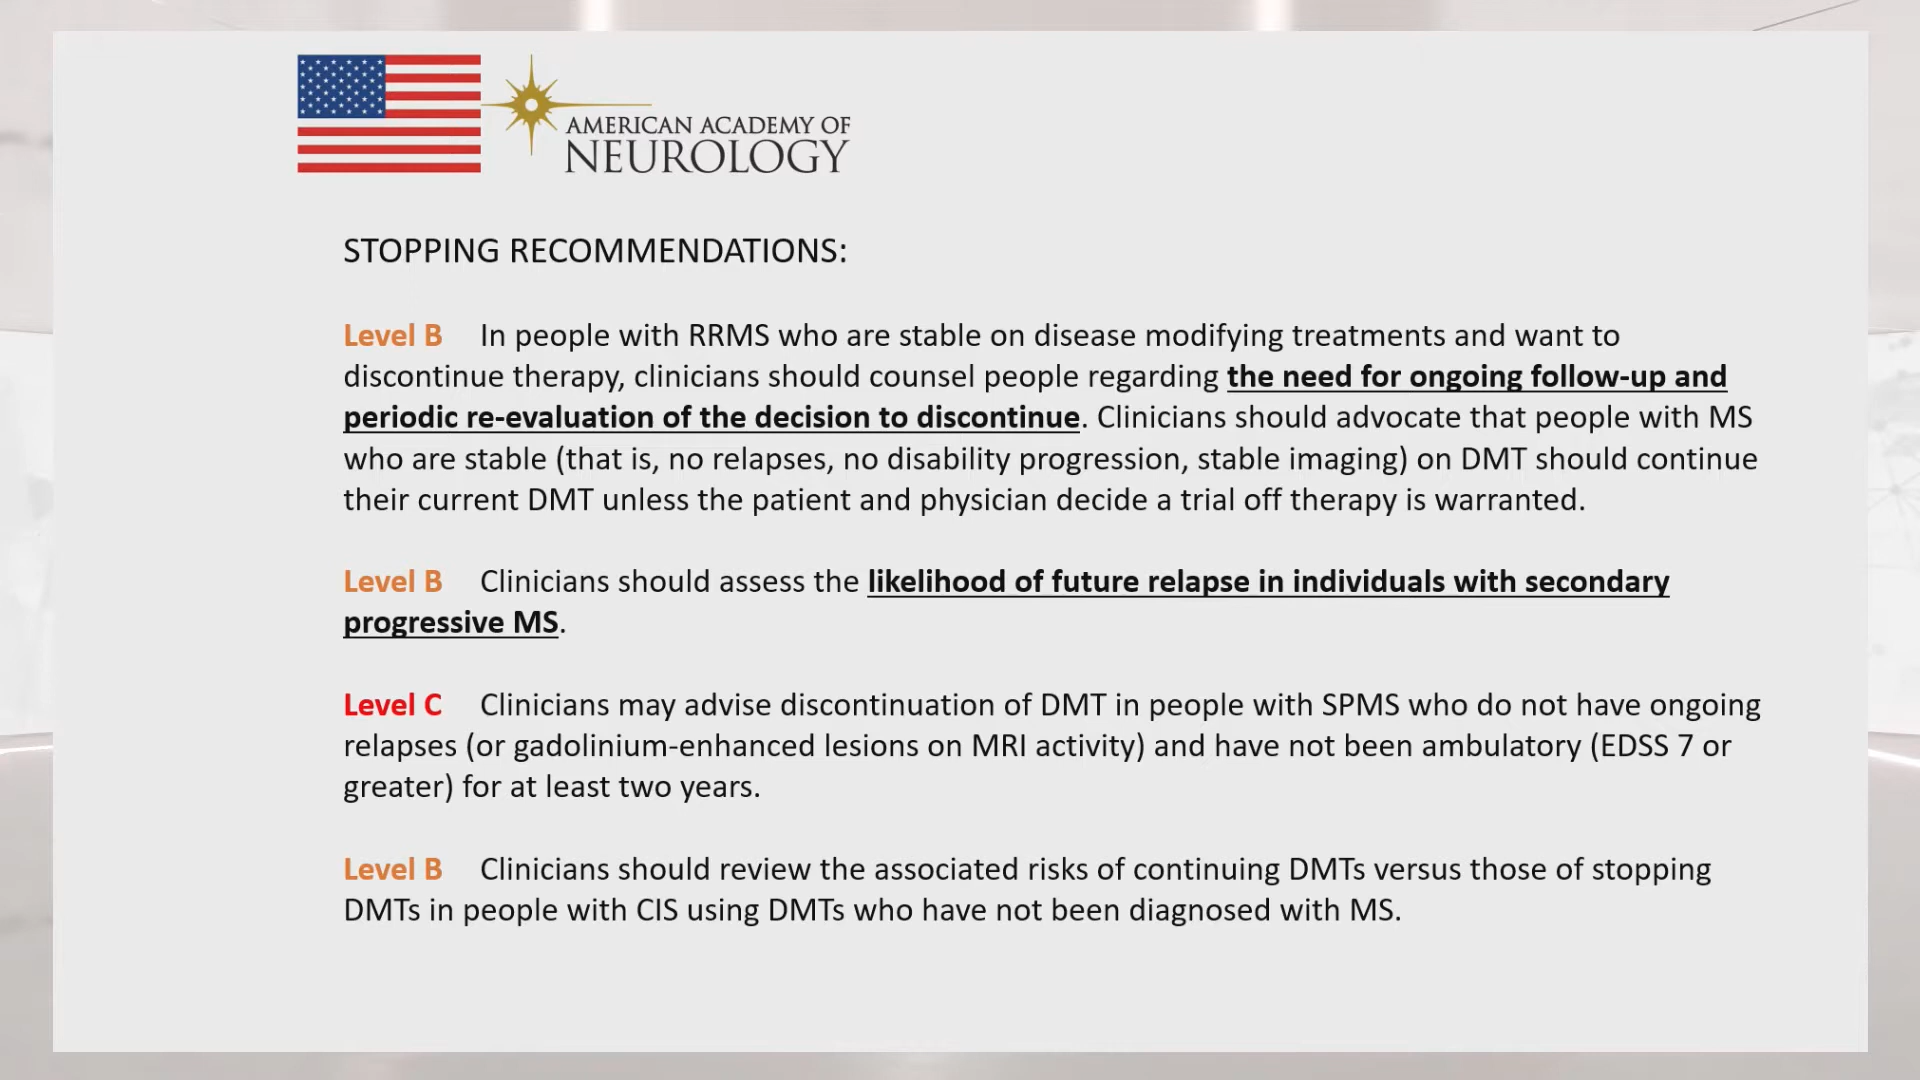 AMERICAN ACADEMY OF
NEUROLOGY
STOPPING RECOMMENDATIONS:
Level B In people with RRMS who are stable on disease modifying treatments and want to
discontinue therapy, clinicians should counsel people regarding the need for ongoing follow-up and
periodic re-evaluation of the decision to discontinue. Clinicians should advocate that people with MS
who are stable (that is, no relapses, no disability progression, stable imaging) on DMT should continue
their current DMT unless the patient and physician decide a trial off therapy is warranted.
Level B Clinicians should assess the likelihood of future relapse in individuals with secondary
progressive MS.
Level C Clinicians may advise discontinuation of DMT in people with SPMS who do not have ongoing
relapses (or gadolinium-enhanced lesions on MRI activity) and have not been ambulatory (EDSS 7 or
greater) for at least two years.
Level B Clinicians should review the associated risks of continuing DMTs versus those of stopping
DMTs in people with CIS using DMTs who have not been diagnosed with MS.